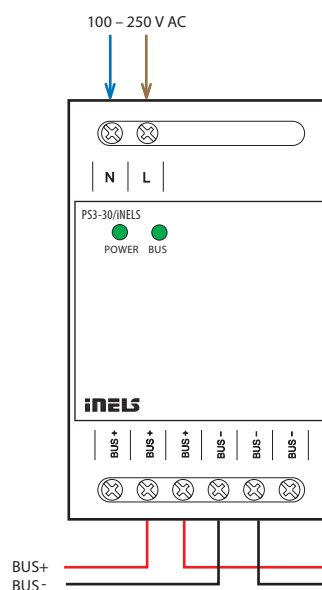 100 – 250 V AC
N L
PS3-30/iNELS
POWER BUS
iNELS
BUS + BUS + BUS + BUS – BUS – BUS –
BUS+
BUS-